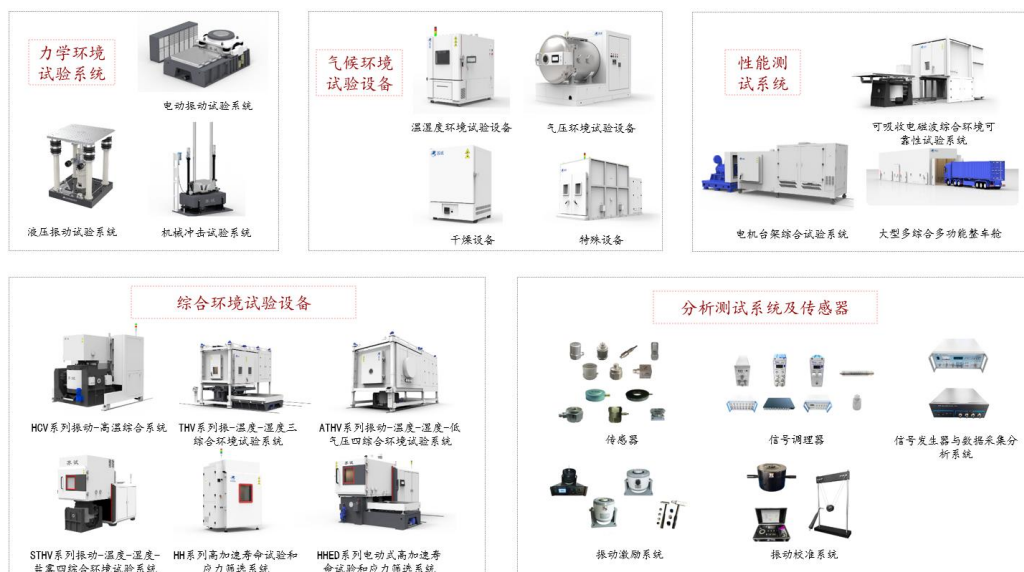 力学环境
试验系统
电动振动试验系统
液压振动试验系统
机械冲击试验系统
气候环境
试验设备
温湿度环境试验设备
气压环境试验设备
干燥设备
特殊设备
性能测
试系统
可吸收电磁波综合环境可
靠性试验系统
电机台架综合试验系统
大型多综合多功能整车舱
综合环境试验设备
HCV系列振动-高温综合系统
THV系列振-温度-湿度三
综合环境试验系统
ATHV系列振动-温度-湿度-低
气压四综合环境试验系统
STHV系列振动-温度-湿度-
盐雾四综合环境试验系统
HH系列高加速寿命试验和
应力筛选系统
HHED系列电动式高加速寿
命试验和应力筛选系统
分析测试系统及传感器
传感器
信号调理器
信号发生器与数据采集分
析系统
振动激励系统
振动校准系统